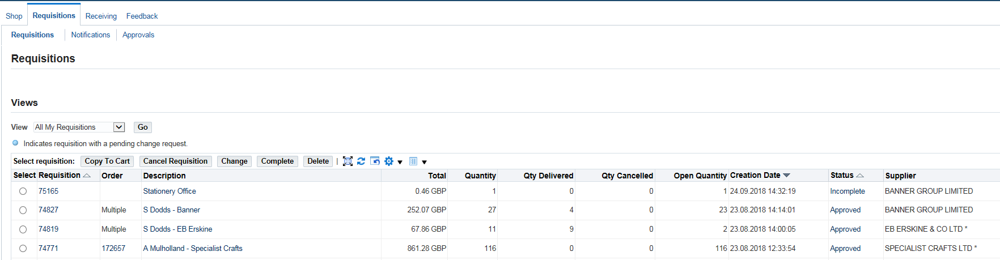 Shop Requisitions Receiving Feedback
Requisitions Notifications Approvals
Requisitions
Views
View All My Requisitions Go
Indicates requisition with a pending change request.
Select requisition: Copy To Cart Cancel Requisition Change Complete Delete
Select Requisition Order Description Total Quantity Qty Delivered Qty Cancelled Open Quantity Creation Date Status Supplier
75165 Stationery Office 0.46 GBP 1 0 0 1 24.09.2018 14:32:19 Incomplete BANNER GROUP LIMITED
74827 Multiple S Dodds - Banner 252.07 GBP 27 4 0 23 23.08.2018 14:14:01 Approved BANNER GROUP LIMITED
74819 Multiple S Dodds - EB Erskine 67.86 GBP 11 9 0 2 23.08.2018 14:00:05 Approved EB ERSKINE & CO LTD *
74771 172657 A Mulholland - Specialist Crafts 861.28 GBP 116 0 0 116 23.08.2018 12:33:54 Approved SPECIALIST CRAFTS LTD *